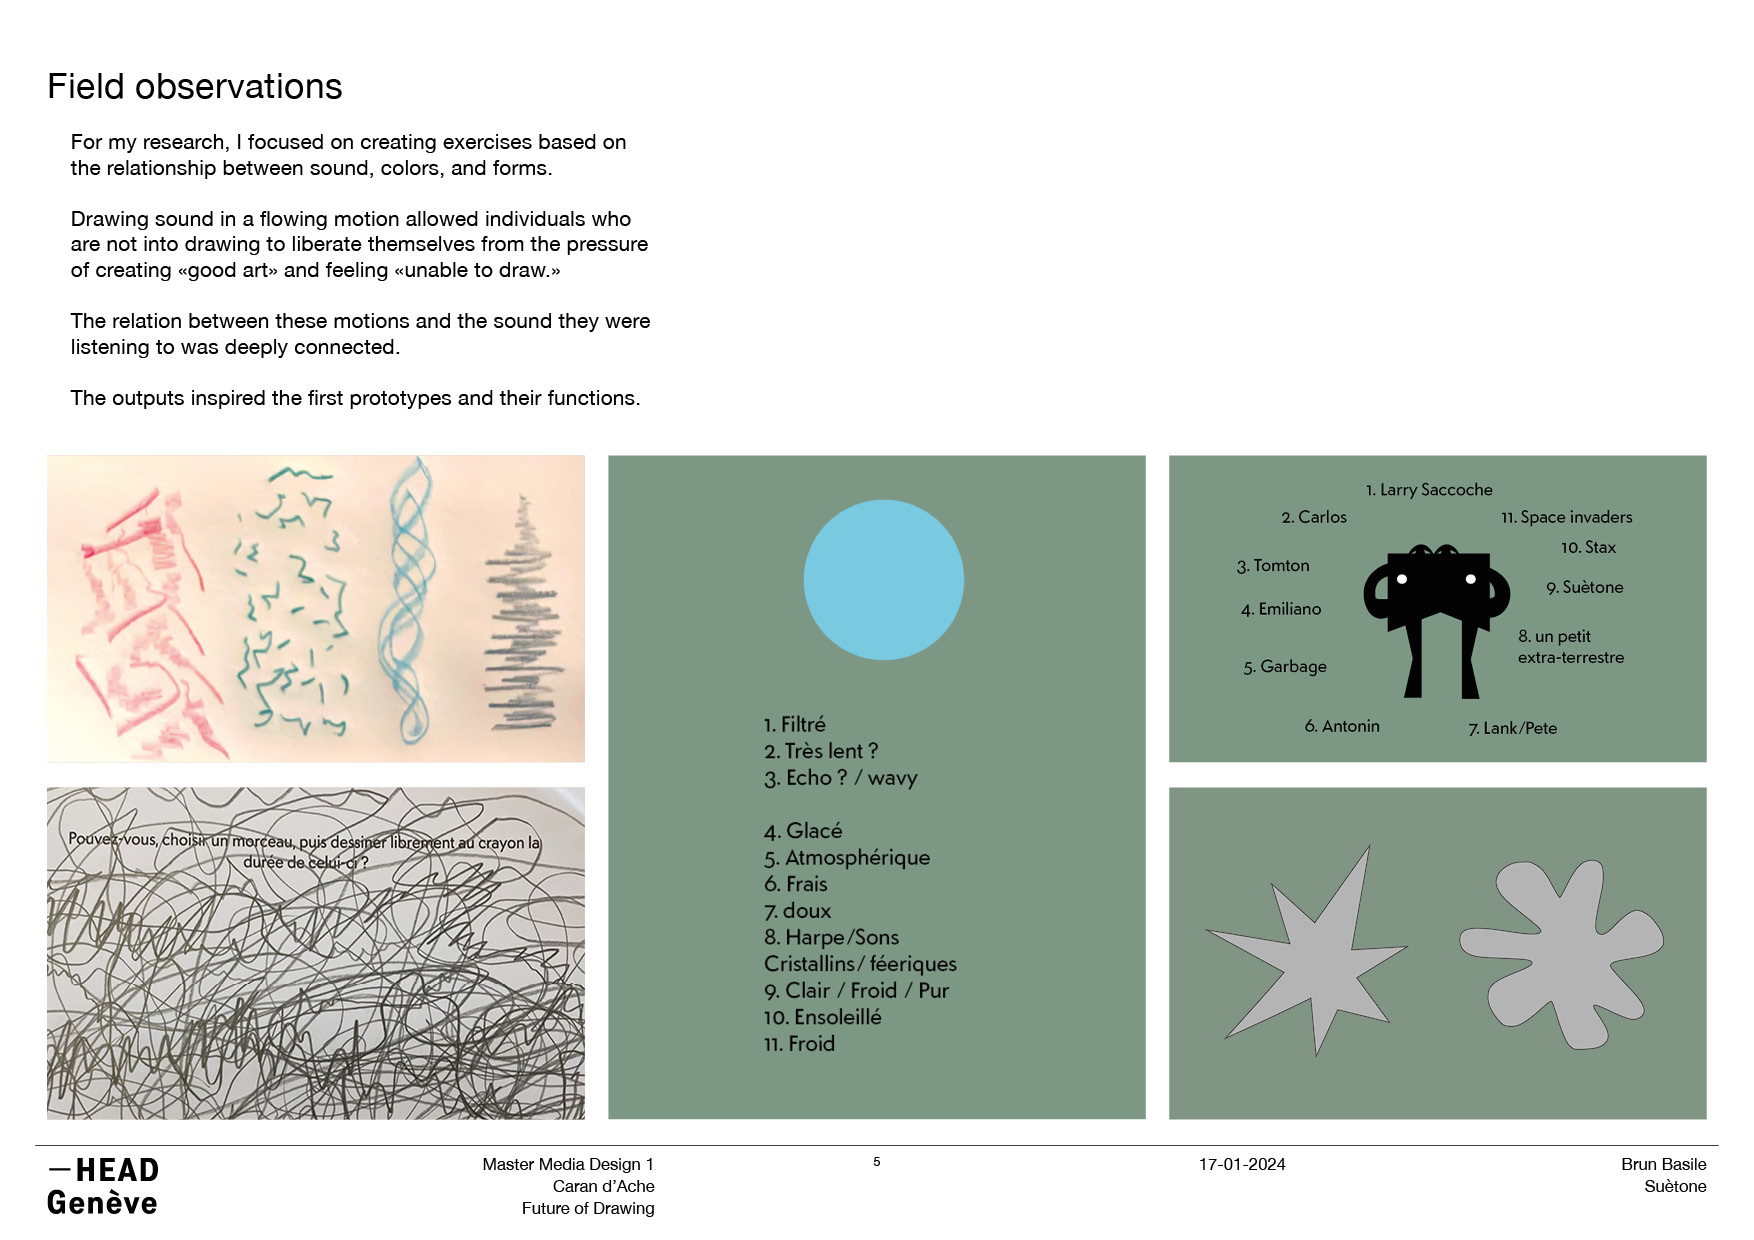 Field observations
For my research, I focused on creating exercises based on
the relationship between sound, colors, and forms.
Drawing sound in a flowing motion allowed individuals who
are not into drawing to liberate themselves from the pressure
of creating «good art» and feeling «unable to draw.»
The relation between these motions and the sound they were
listening to was deeply connected.
The outputs inspired the first prototypes and their functions.
Pouvez-vous, choisir un morceau, puis dessiner librement au crayon la
durée de celui-ci ?
1. Filtré
2. Très lent ?
3. Echo ? / wavy
4. Glacé
5. Atmosphérique
6. Frais
7. doux
8. Harpe/Sons
Cristallins/ féeriques
9. Clair / Froid / Pur
10. Ensoleillé
11. Froid
1. Larry Saccoche
2. Carlos
3. Tomton
4. Emiliano
5. Garbage
6. Antonin
7. Lank/Pete
8. un petit
extra-terrestre
9. Suètone
10. Stax
11. Space invaders
—HEAD
Genève
Master Media Design 1
Caran d’Ache
Future of Drawing
5
17-01-2024
Brun Basile
Suètone